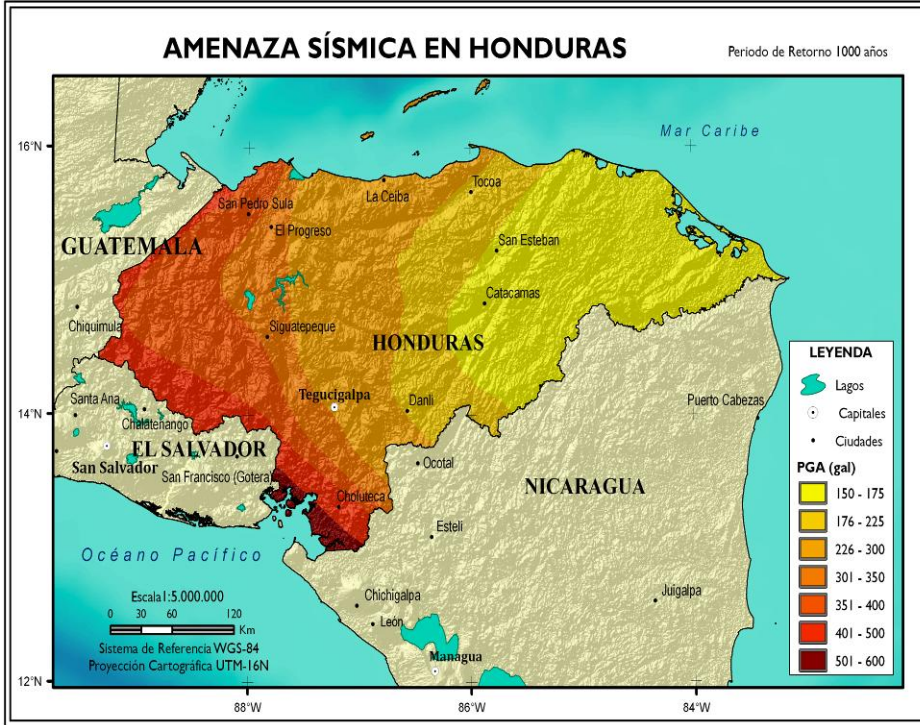 AMENAZA SÍSMICA EN HONDURAS
Periodo de Retorno 1000 años
16°N
14°N
12°N
88°W
86°W
84°W
Mar Caribe
La Ceiba
Tocoa
San Pedro Sula
El Progreso
GUATEMALA
San Esteban
Catacamas
Chiquimula
Siguatepeque
HONDURAS
Tegucigalpa
Danlí
Santa Ana
Chalatenango
EL SALVADOR
San Salvador
San Francisco (Gotera)
Ocotal
Puerto Cabezas
NICARAGUA
Choluteca
Estelí
Océano Pacífico
Chichigalpa
León
Juigalpa
Managua
Escala1:5.000.000
0 30 60 120
Km
Sistema de Referencia WGS-84
Proyección Cartográfica UTM-16N
LEYENDA
Lagos
Capitales
Ciudades
PGA (gal)
150 - 175
176 - 225
226 - 300
301 - 350
351 - 400
401 - 500
501 - 600